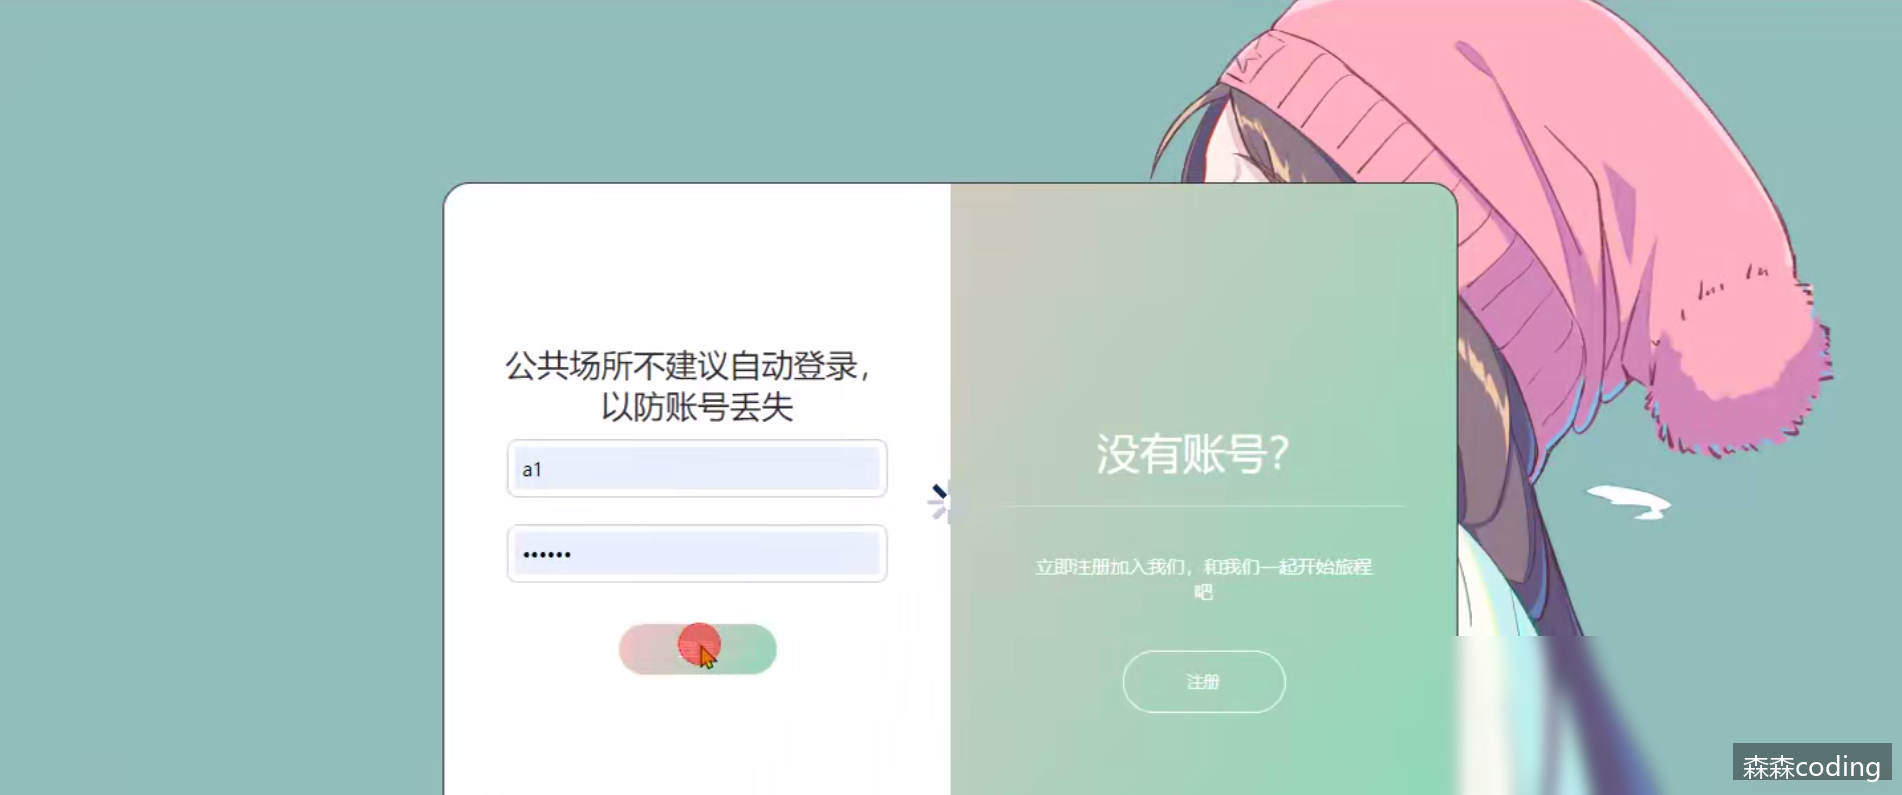 公共场所不建议自动登录，
以防账号丢失
a1
••••••
没有账号?
立即注册加入我们，和我们一起开始旅程
吧
注册
森森coding